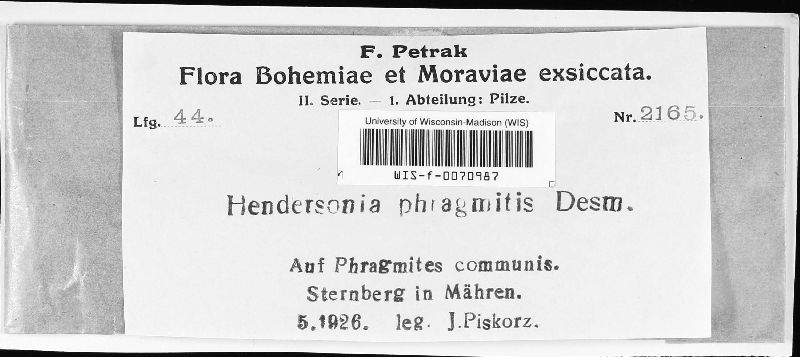 F. Petrak
Flora Bohemiae et Moraviae exsiccata.
II. Serie. — 1. Abteilung: Pilze.
Lfg. 44.
Nr. 2165.
University of Wisconsin-Madison (WIS)
WIS-f-0070987
Hendersonia phragmitis Desm.
Auf Phragmites communis.
Sternberg in Mähren.
5.1926. leg. J.Piskorz.